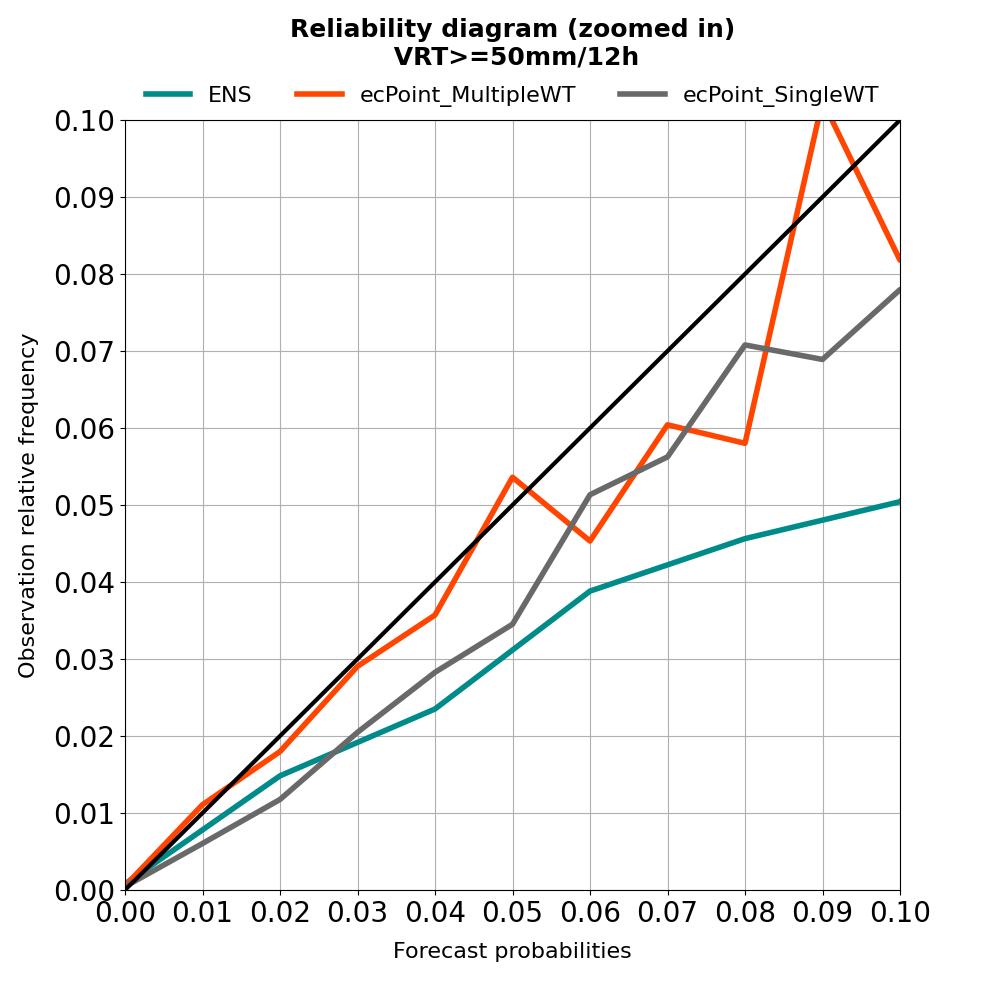 Reliability diagram (zoomed in)
VRT>=50mm/12h
ENS ecPoint_MultipleWT ecPoint_SingleWT
0.10
0.09
0.08
0.07
0.06
0.05
0.04
0.03
0.02
0.01
0.00
Observation relative frequency
0.00 0.01 0.02 0.03 0.04 0.05 0.06 0.07 0.08 0.09 0.10
Forecast probabilities